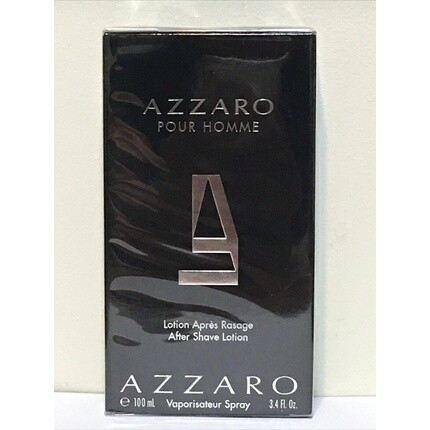 AZZARO
POUR HOMME
Lotion Après Rasage
After Shave Lotion
AZZARO
℮ 100 mL Vaporisateur Spray 3.4 Fl. Oz.